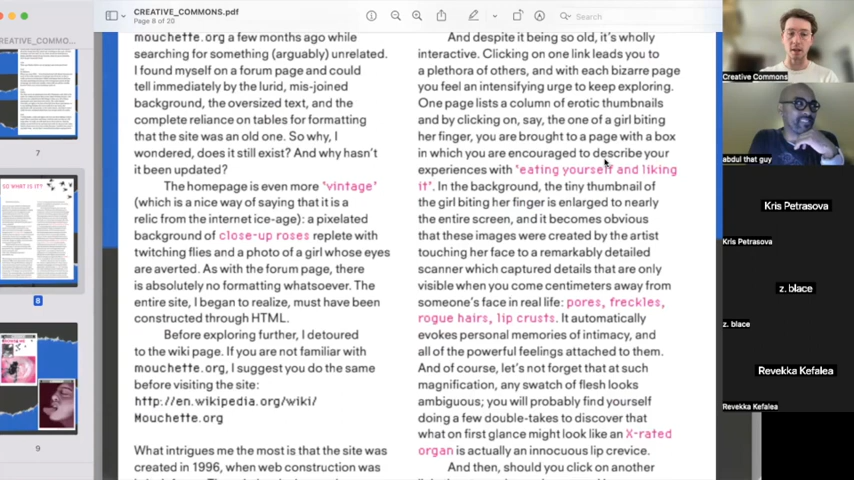 CREATIVE_COMMONS.pdf
Page 8 of 20
Search
CREATIVE_COMMO...
7
SO WHAT IS IT?
8
9
mouchette.org a few months ago while
searching for something (arguably) unrelated.
I found myself on a forum page and could
tell immediately by the lurid, mis-joined
background, the oversized text, and the
complete reliance on tables for formatting
that the site was an old one. So why, I
wondered, does it still exist? And why hasn't
it been updated?
The homepage is even more 'vintage'
(which is a nice way of saying that it is a
relic from the internet ice-age): a pixelated
background of close-up roses replete with
twitching flies and a photo of a girl whose eyes
are averted. As with the forum page, there
is absolutely no formatting whatsoever. The
entire site, I began to realize, must have been
constructed through HTML.
Before exploring further, I detoured
to the wiki page. If you are not familiar with
mouchette.org, I suggest you do the same
before visiting the site:
http://en.wikipedia.org/wiki/
Mouchette.org
What intrigues me the most is that the site was
created in 1996, when web construction was
And despite it being so old, it's wholly
interactive. Clicking on one link leads you to
a plethora of others, and with each bizarre page
you feel an intensifying urge to keep exploring.
One page lists a column of erotic thumbnails
and by clicking on, say, the one of a girl biting
her finger, you are brought to a page with a box
in which you are encouraged to describe your
experiences with 'eating yourself and liking
it'. In the background, the tiny thumbnail of
the girl biting her finger is enlarged to nearly
the entire screen, and it becomes obvious
that these images were created by the artist
touching her face to a remarkably detailed
scanner which captured details that are only
visible when you come centimeters away from
someone's face in real life: pores, freckles,
rogue hairs, lip crusts. It automatically
evokes personal memories of intimacy, and
all of the powerful feelings attached to them.
And of course, let's not forget that at such
magnification, any swatch of flesh looks
ambiguous; you will probably find yourself
doing a few double-takes to discover that
what on first glance might look like an X-rated
organ is actually an innocuous lip crevice.
And then, should you click on another
Creative Commons
abdul that guy
Kris Petrasova
Kris Petrasova
z. blace
z. blace
Revekka Kefalea
Revekka Kefalea